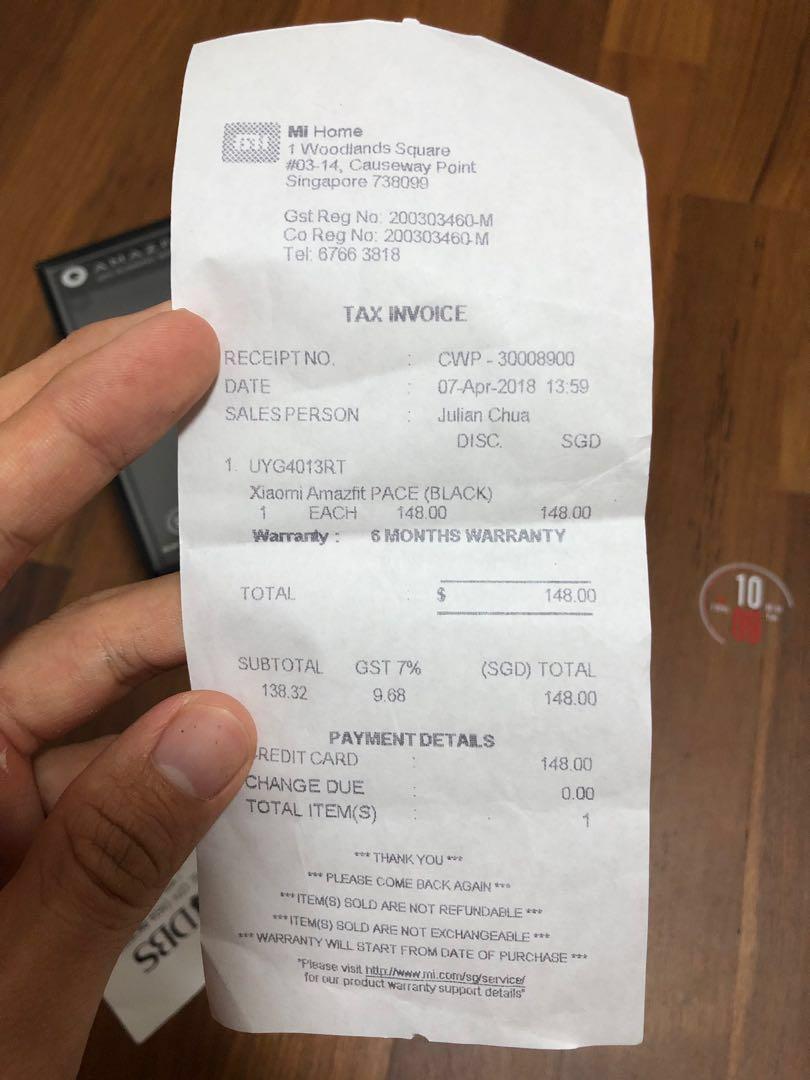 mi Mi Home
1 Woodlands Square
#03-14, Causeway Point
Singapore 738099
Gst Reg No: 200303460-M
Co Reg No: 200303460-M
Tel: 6766 3818
TAX INVOICE
RECEIPT NO. : CWP - 30008900
DATE : 07-Apr-2018 13:59
SALES PERSON : Julian Chua
DISC. SGD
1. UYG4013RT
Xiaomi Amazfit PACE (BLACK)
1 EACH 148.00 148.00
Warranty : 6 MONTHS WARRANTY
TOTAL : $ 148.00
SUBTOTAL GST 7% (SGD) TOTAL
138.32 9.68 148.00
PAYMENT DETAILS
CREDIT CARD : 148.00
CHANGE DUE : 0.00
TOTAL ITEM(S) : 1
*** THANK YOU ***
*** PLEASE COME BACK AGAIN ***
*** ITEM(S) SOLD ARE NOT REFUNDABLE ***
*** ITEM(S) SOLD ARE NOT EXCHANGEABLE ***
*** WARRANTY WILL START FROM DATE OF PURCHASE ***
"Please visit http://www.mi.com/sg/service/
for our product warranty support details"
AMAZF
10
09
DBS